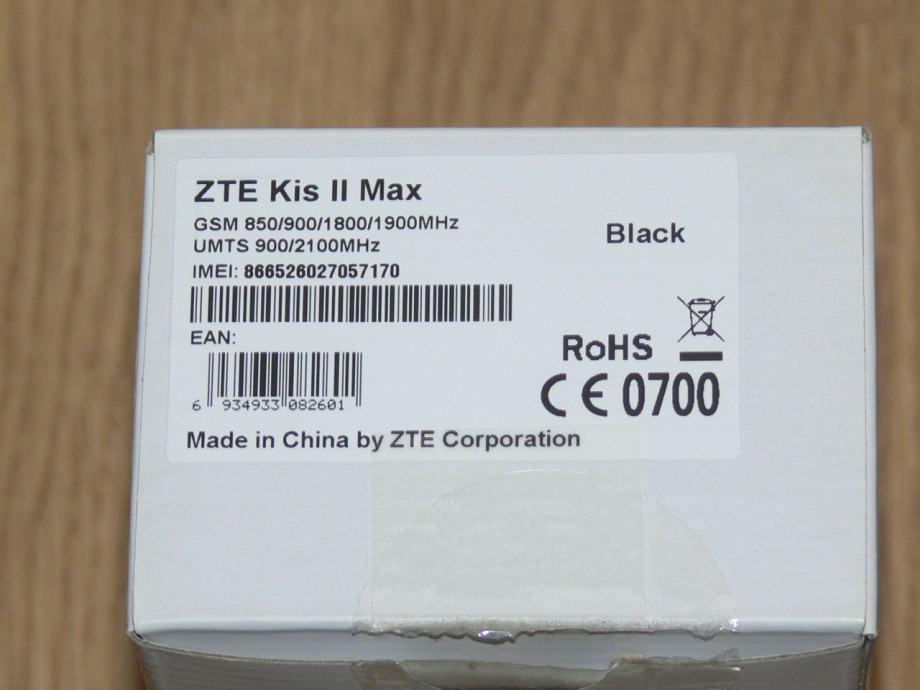 ZTE Kis II Max
GSM 850/900/1800/1900MHz
UMTS 900/2100MHz
Black
IMEI: 866526027057170
EAN:
RoHS
6 934933 082601
CE 0700
Made in China by ZTE Corporation